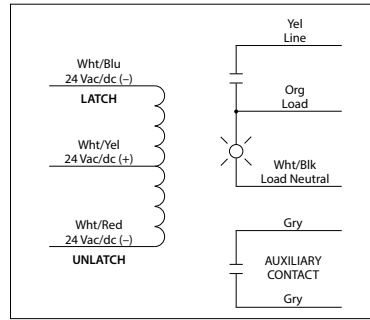 Wht/Blu
24 Vac/dc (–)
LATCH
Wht/Yel
24 Vac/dc (+)
Wht/Red
24 Vac/dc (–)
UNLATCH
Yel
Line
Org
Load
Wht/Blk
Load Neutral
Gry
AUXILIARY
CONTACT
Gry